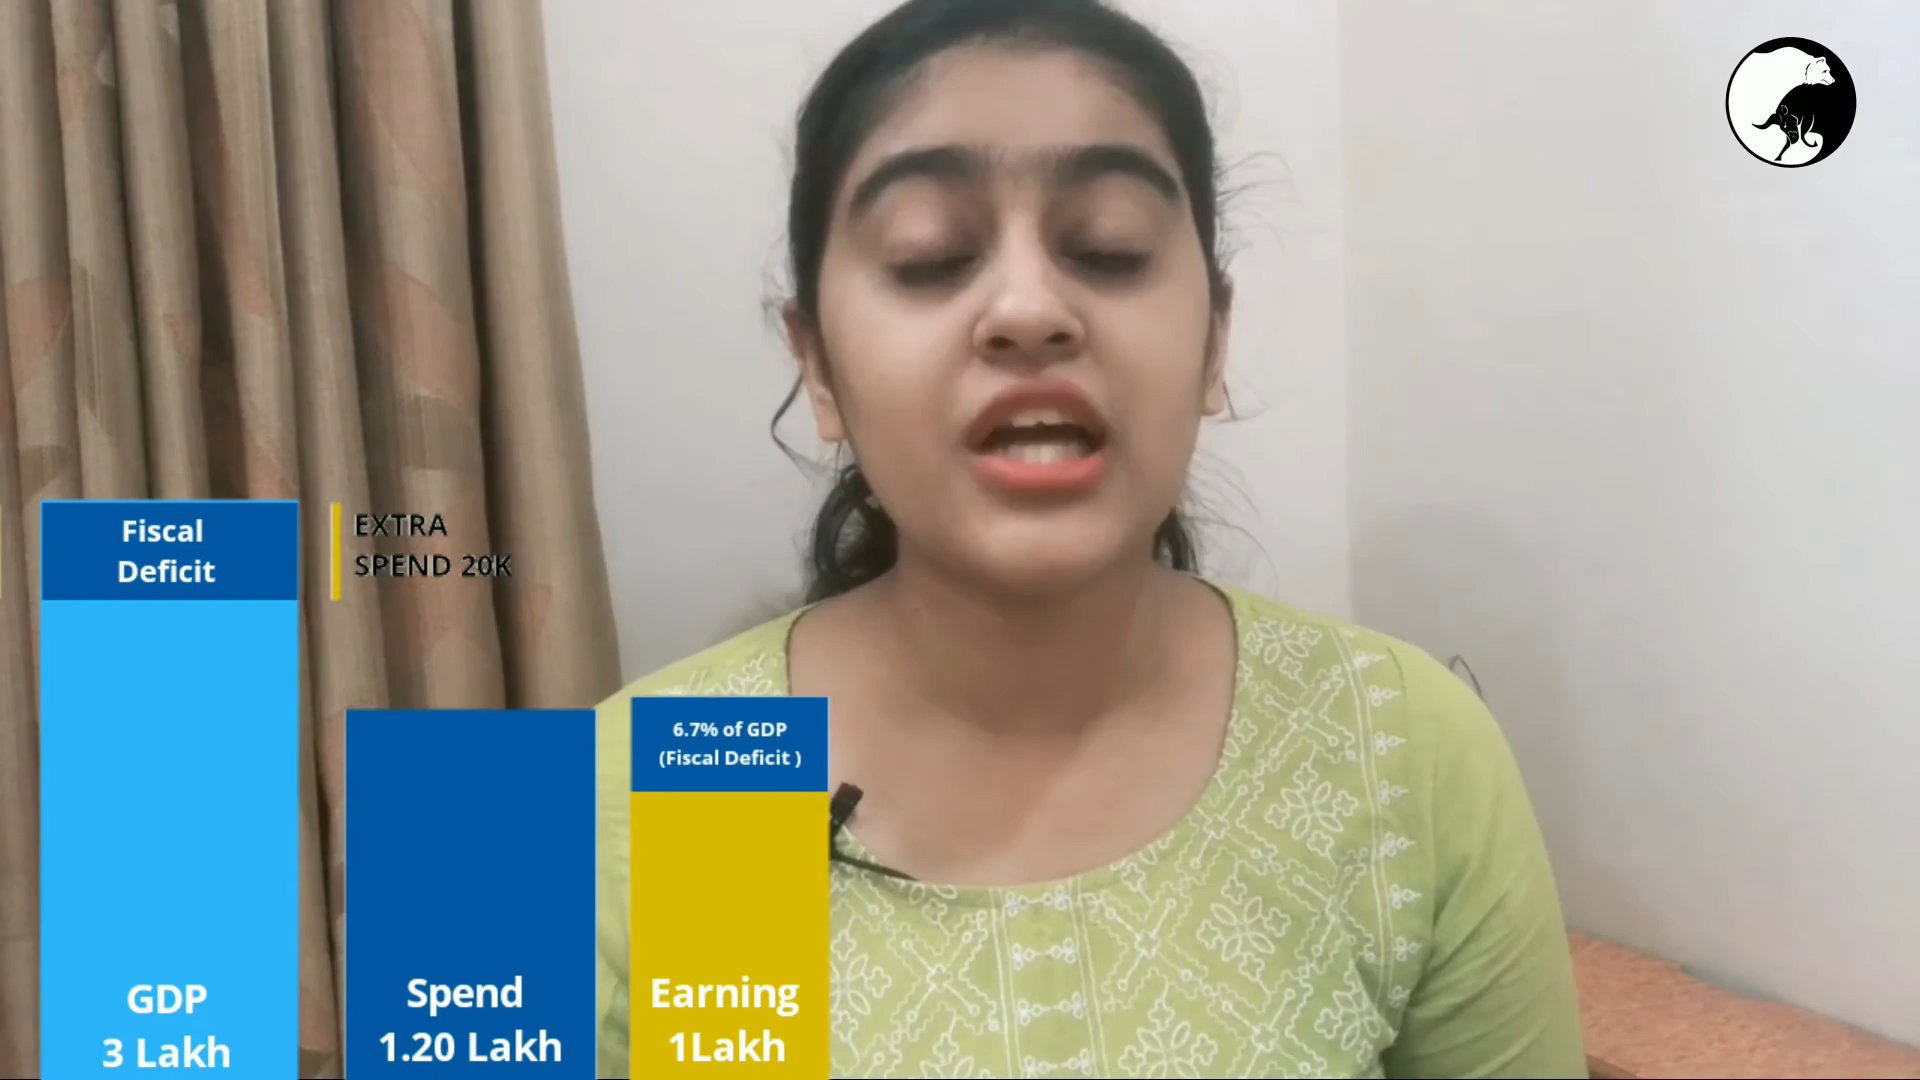 Fiscal
Deficit
EXTRA
SPEND 20K
6.7% of GDP
(Fiscal Deficit )
GDP
3 Lakh
Spend
1.20 Lakh
Earning
1Lakh